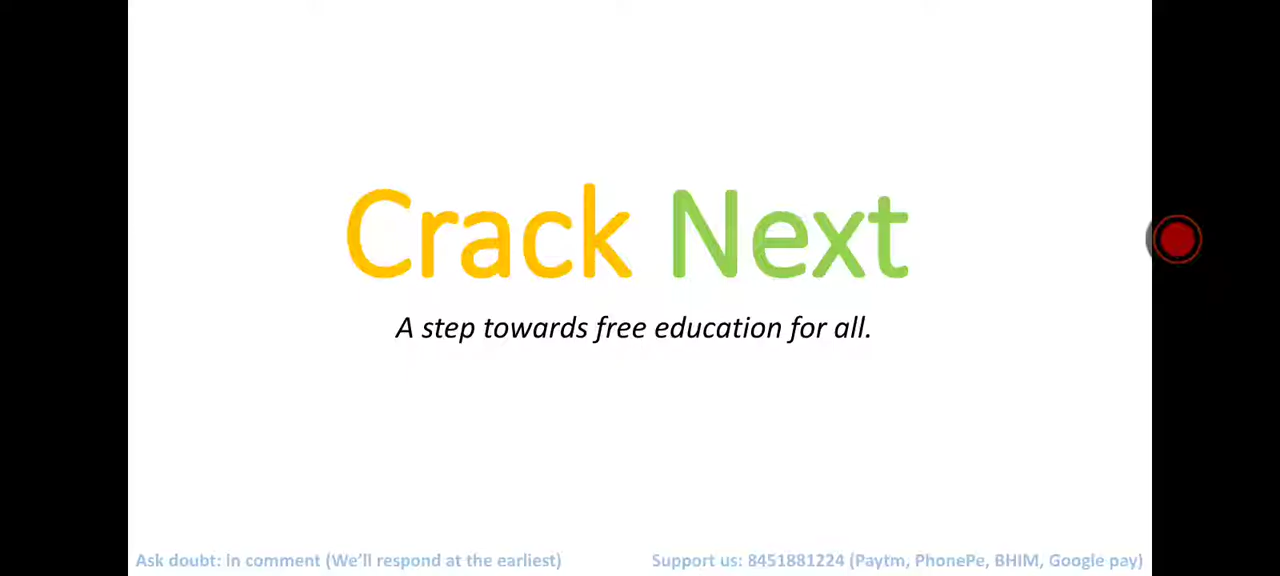 Crack Next
A step towards free education for all.
Ask doubt: In comment (We'll respond at the earliest)
Support us: 8451881224 (Paytm, PhonePe, BHIM, Google pay)